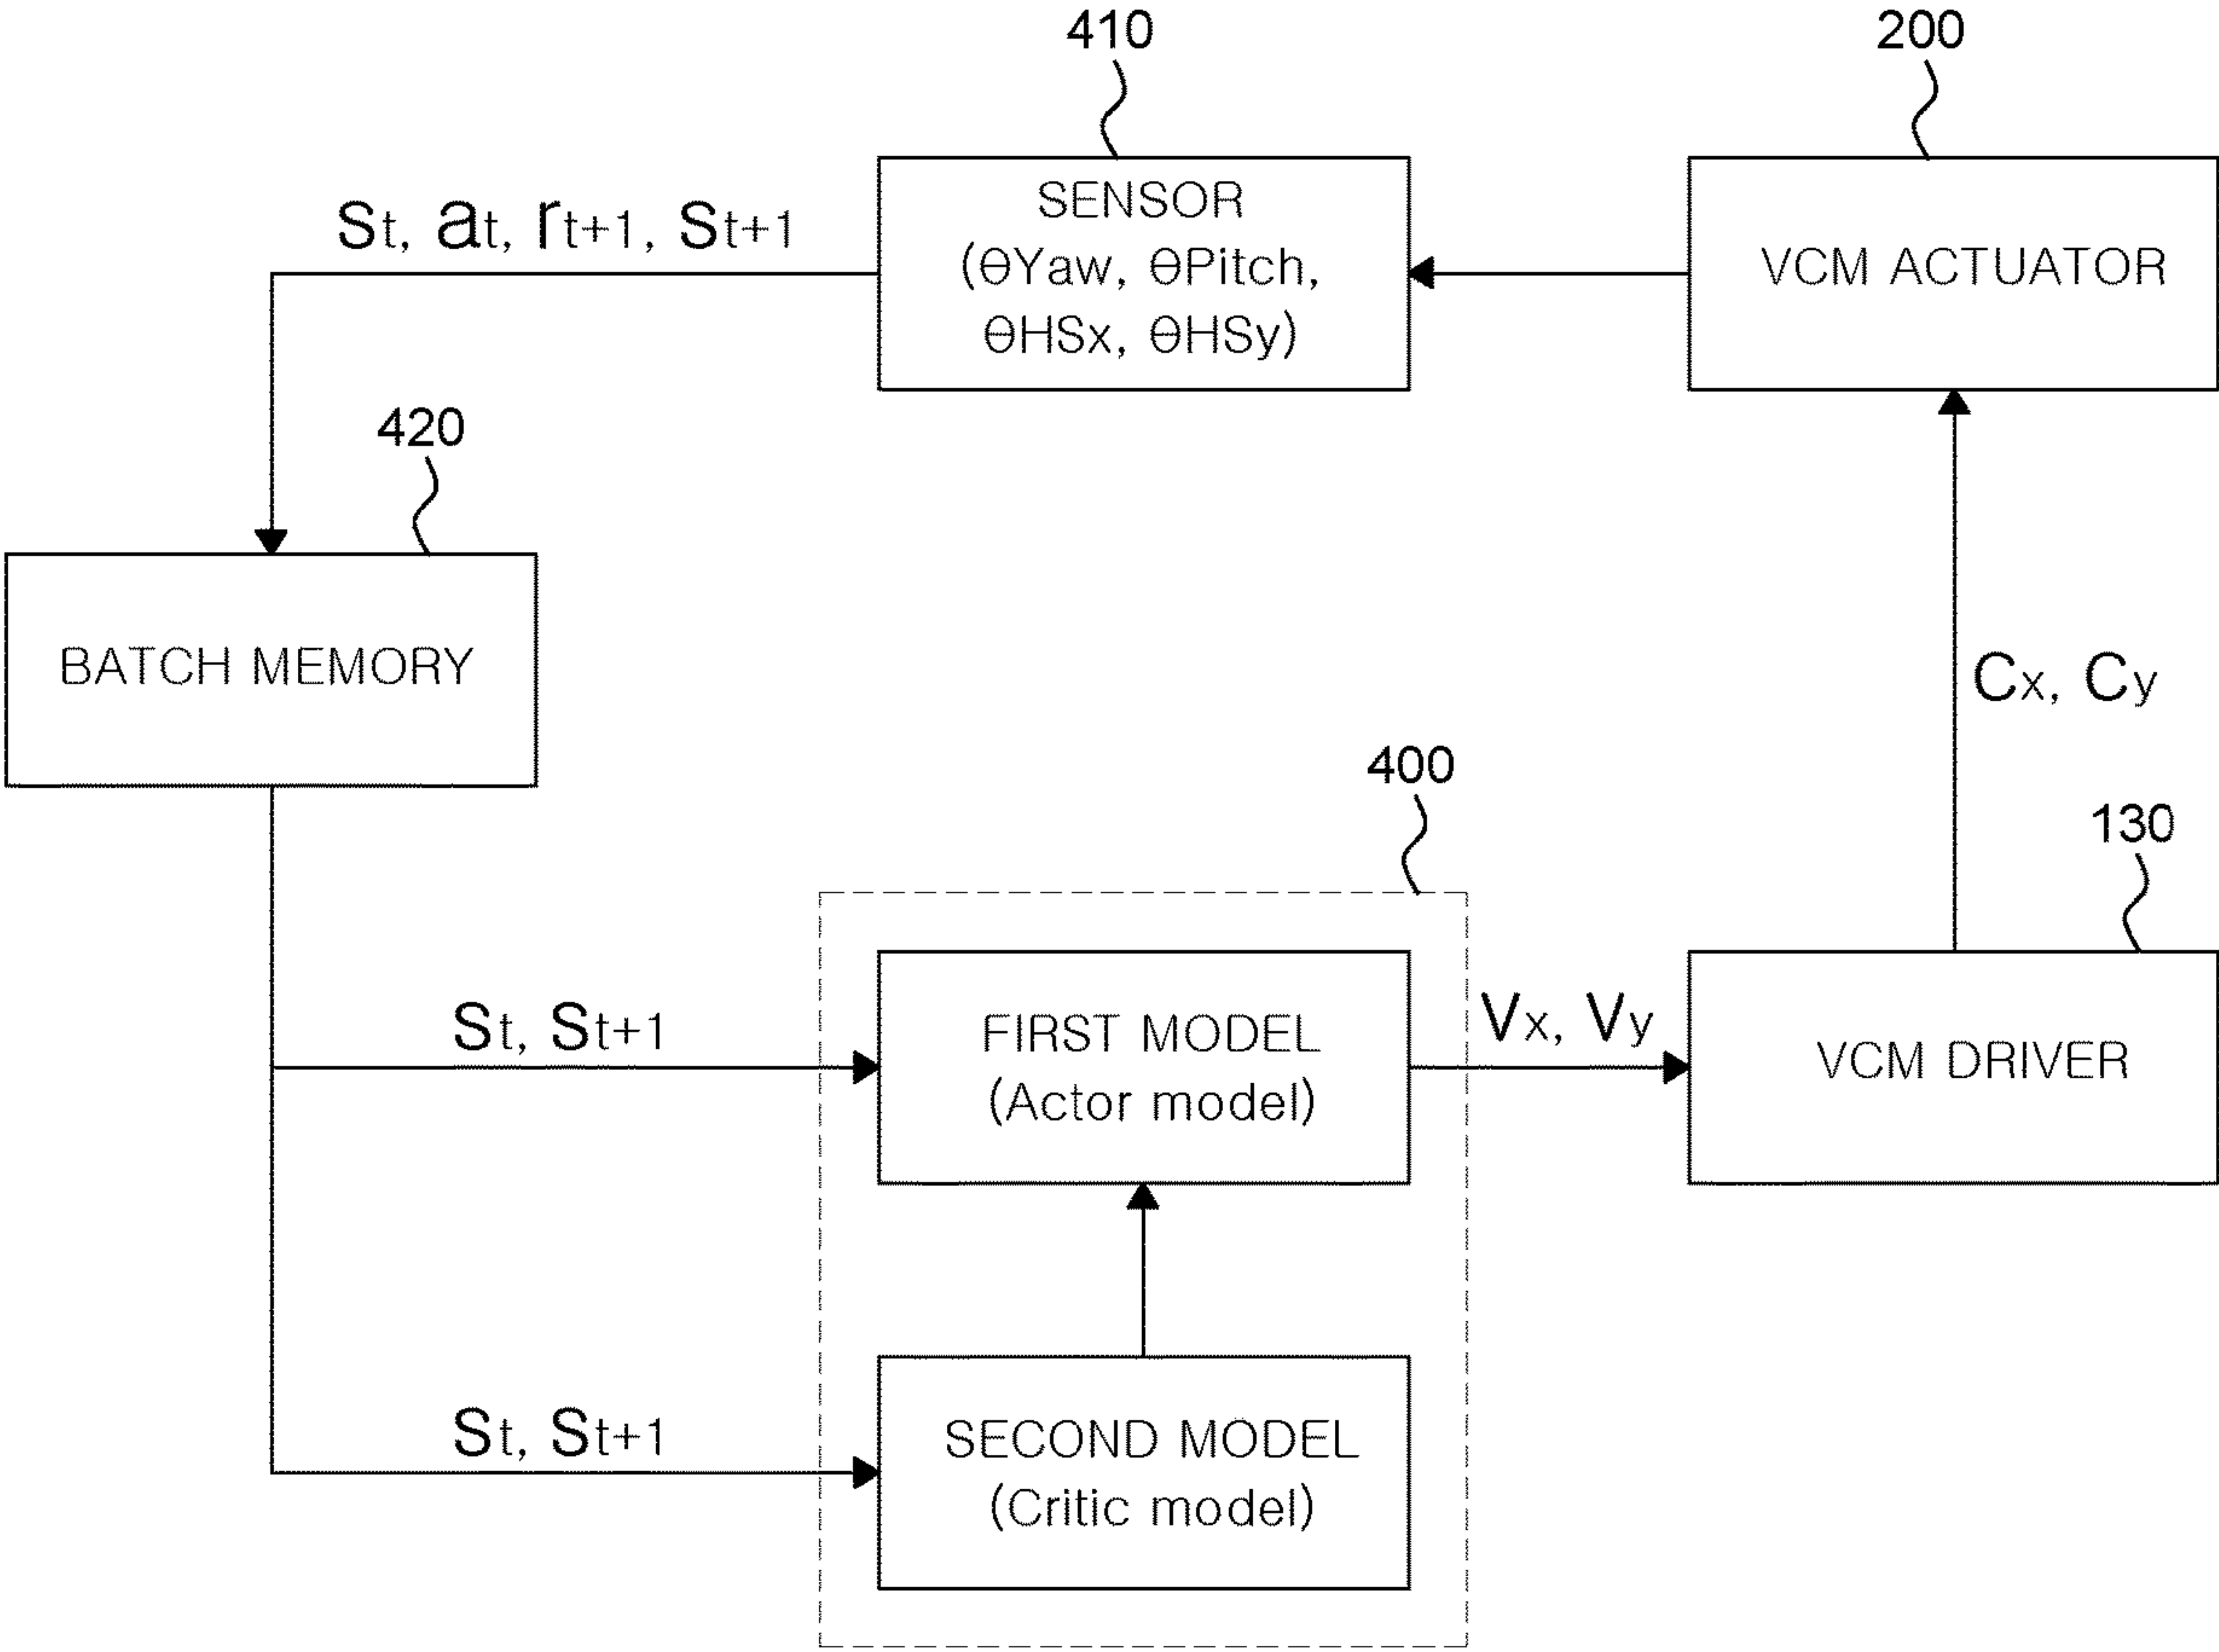 410
200
SENSOR
(θYaw, θPitch,
θHSx, θHSy)
VCM ACTUATOR
St, at, rt+1, St+1
420
BATCH MEMORY
Cx, Cy
400
130
St, St+1
FIRST MODEL
(Actor model)
Vx, Vy
VCM DRIVER
St, St+1
SECOND MODEL
(Critic model)